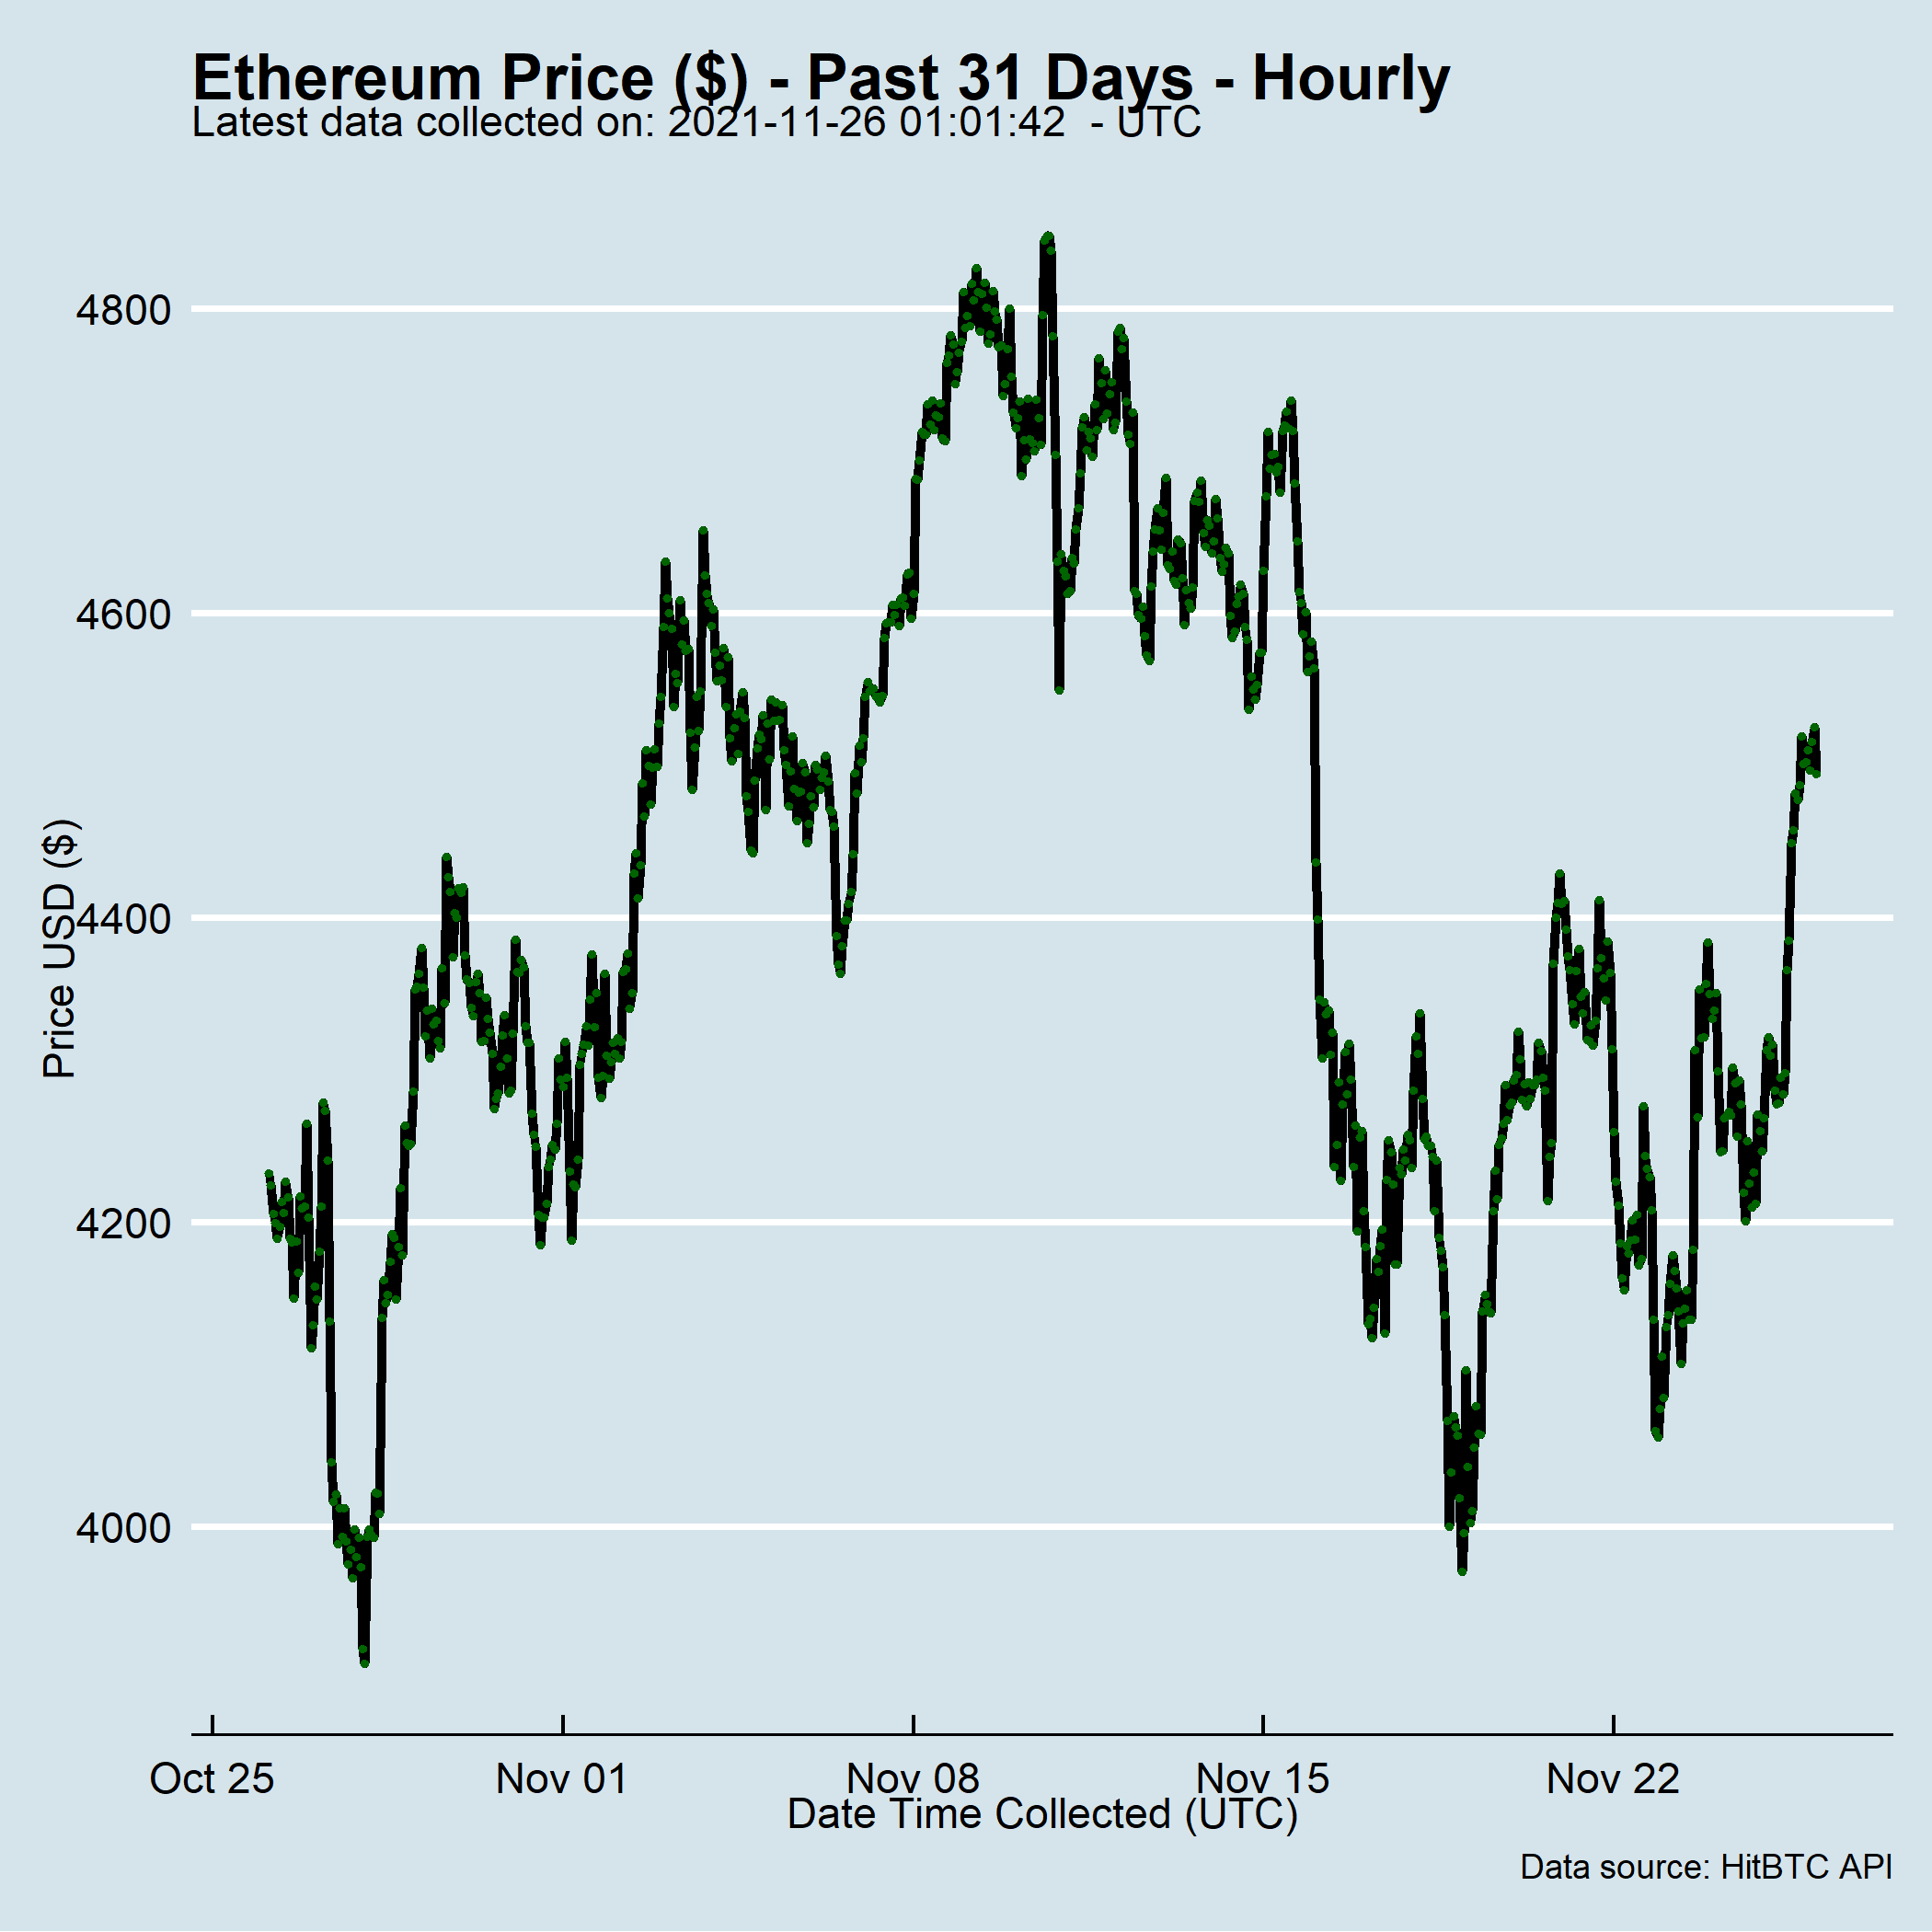 Ethereum Price ($) - Past 31 Days - Hourly
Latest data collected on: 2021-11-26 01:01:42  - UTC
Price USD ($)
4800
4600
4400
4200
4000
Oct 25
Nov 01
Nov 08
Nov 15
Nov 22
Date Time Collected (UTC)
Data source: HitBTC API